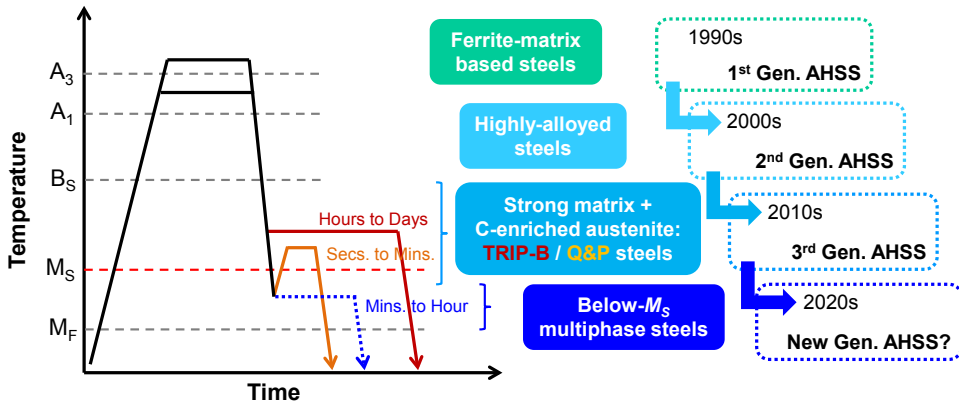 Temperature
A3
A1
BS
MS
MF
Time
Hours to Days
Secs. to Mins.
Mins. to Hour
Ferrite-matrix
based steels
Highly-alloyed
steels
Strong matrix +
C-enriched austenite:
TRIP-B / Q&P steels
Below-MS
multiphase steels
1990s
1st Gen. AHSS
2000s
2nd Gen. AHSS
2010s
3rd Gen. AHSS
2020s
New Gen. AHSS?